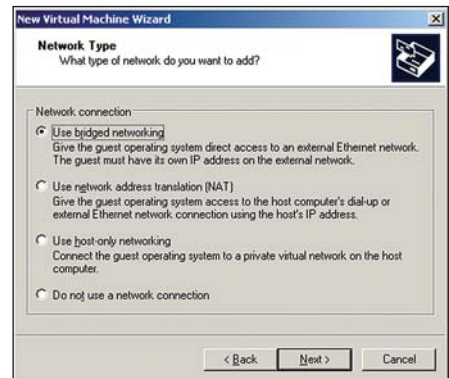 New Virtual Machine Wizard
Network Type
What type of network do you want to add?
Network connection
Use bridged networking
Give the guest operating system direct access to an external Ethernet network.
The guest must have its own IP address on the external network.
Use network address translation (NAT)
Give the guest operating system access to the host computer's dial-up or
external Ethernet network connection using the host's IP address.
Use host-only networking
Connect the guest operating system to a private virtual network on the host
computer.
Do not use a network connection
< Back
Next >
Cancel